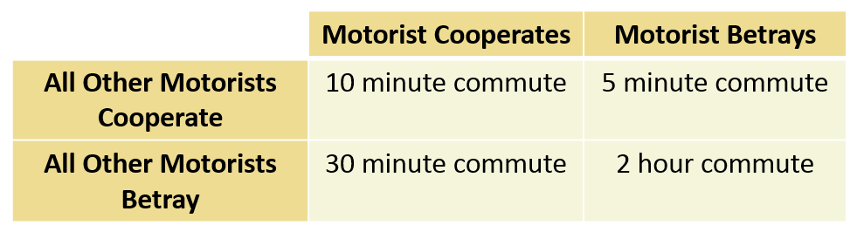 Motorist Cooperates Motorist Betrays
All Other Motorists
Cooperate
10 minute commute 5 minute commute
All Other Motorists
Betray
30 minute commute 2 hour commute